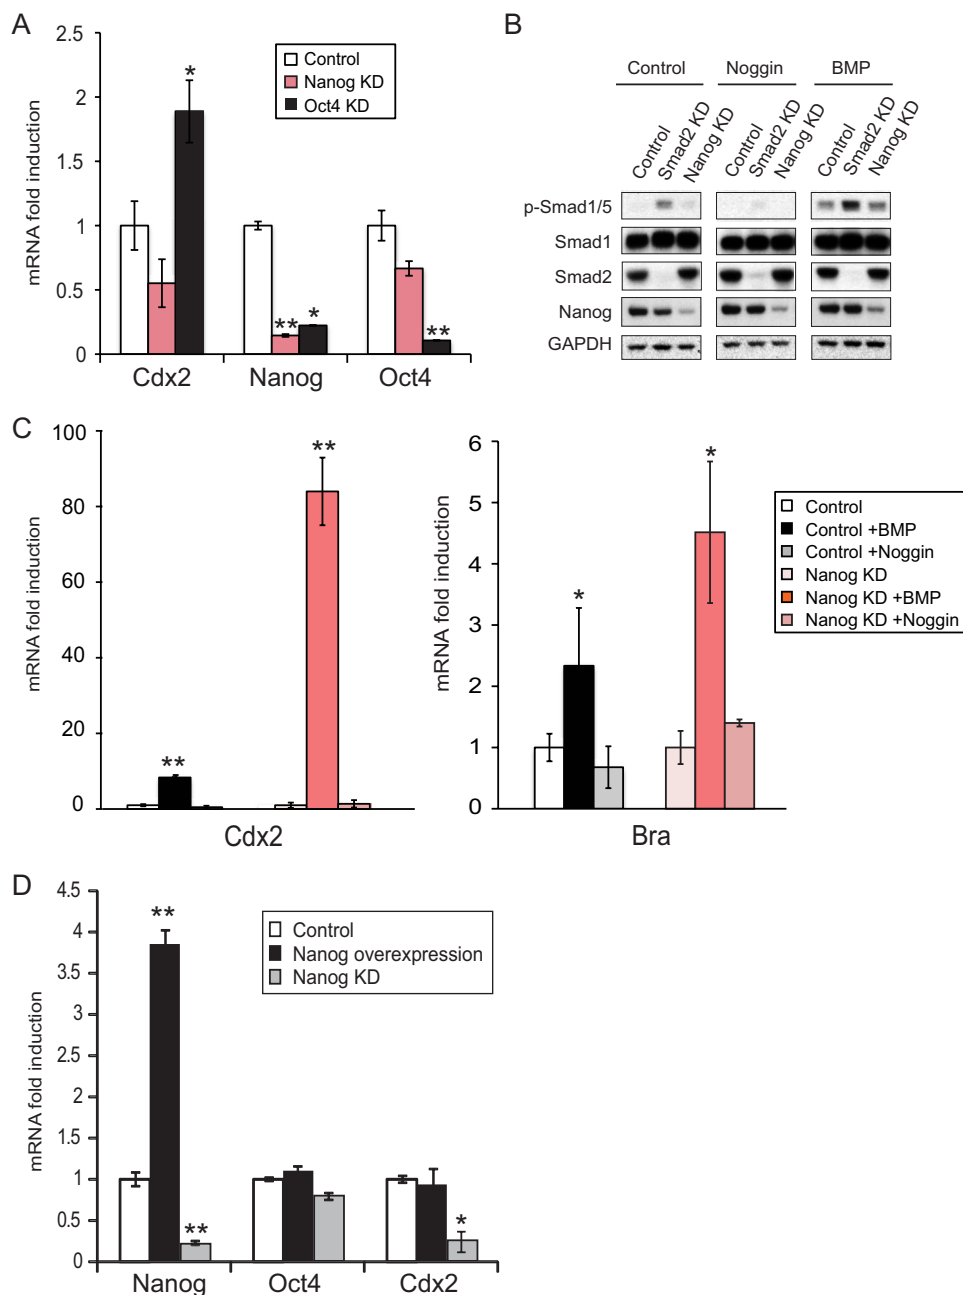 A
mRNA fold induction
2.5
2
1.5
1
0.5
0
Control
Nanog KD
Oct4 KD
*
**
*
**
Cdx2 Nanog Oct4
B
Control Noggin BMP
Control Smad2 KD Nanog KD Control Smad2 KD Nanog KD Control Smad2 KD Nanog KD
p-Smad1/5
Smad1
Smad2
Nanog
GAPDH
C
mRNA fold induction
100
80
60
40
20
0
**
**
Cdx2
mRNA fold induction
6
5
4
3
2
1
0
*
*
Bra
Control
Control +BMP
Control +Noggin
Nanog KD
Nanog KD +BMP
Nanog KD +Noggin
D
mRNA fold induction
4.5
4
3.5
3
2.5
2
1.5
1
0.5
0
Control
Nanog overexpression
Nanog KD
**
**
*
Nanog Oct4 Cdx2